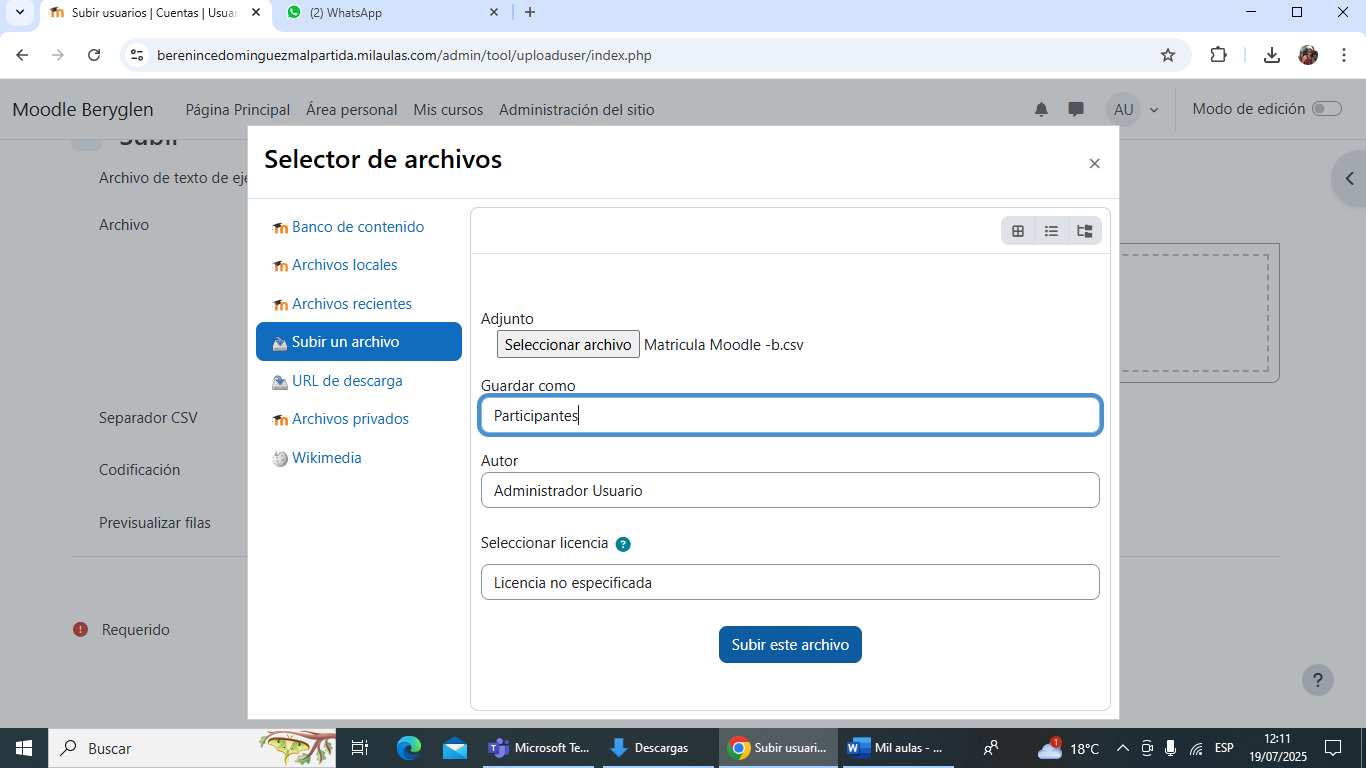 Subir usuarios | Cuentas | Usuar
(2) WhatsApp
berenincedominguezmalpartida.milaulas.com/admin/tool/uploaduser/index.php
Moodle Beryglen
Página Principal
Área personal
Mis cursos
Administración del sitio
AU
Modo de edición
Subir
Archivo de texto de eje
Archivo
Separador CSV
Codificación
Previsualizar filas
Requerido
Selector de archivos
Banco de contenido
Archivos locales
Archivos recientes
Subir un archivo
URL de descarga
Archivos privados
Wikimedia
Adjunto
Seleccionar archivo Matricula Moodle -b.csv
Guardar como
Participantes
Autor
Administrador Usuario
Seleccionar licencia ?
Licencia no especificada
Subir este archivo
?
Buscar
Microsoft Te...
Descargas
Subir usuari...
Mil aulas - ...
1
18°C
ESP
12:11
19/07/2025